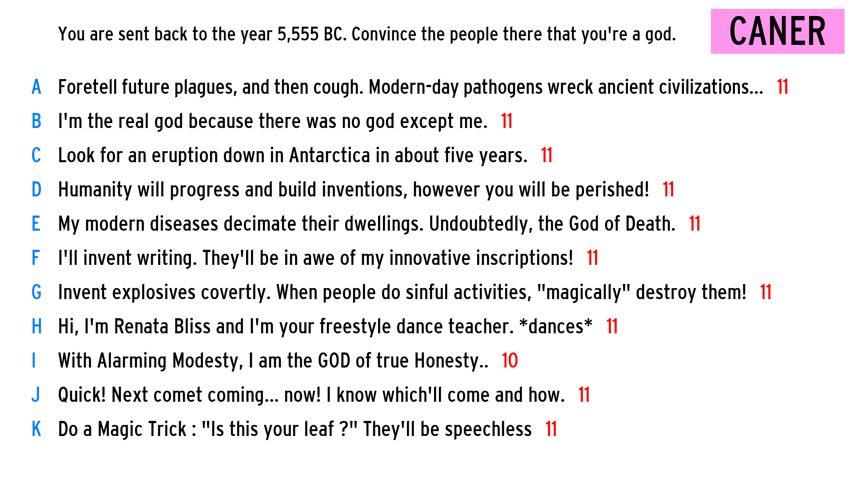 You are sent back to the year 5,555 BC. Convince the people there that you're a god.
CANER
A Foretell future plagues, and then cough. Modern-day pathogens wreck ancient civilizations... 11
B I'm the real god because there was no god except me. 11
C Look for an eruption down in Antarctica in about five years. 11
D Humanity will progress and build inventions, however you will be perished! 11
E My modern diseases decimate their dwellings. Undoubtedly, the God of Death. 11
F I'll invent writing. They'll be in awe of my innovative inscriptions! 11
G Invent explosives covertly. When people do sinful activities, "magically" destroy them! 11
H Hi, I'm Renata Bliss and I'm your freestyle dance teacher. *dances* 11
I With Alarming Modesty, I am the GOD of true Honesty.. 10
J Quick! Next comet coming... now! I know which'll come and how. 11
K Do a Magic Trick : "Is this your leaf ?" They'll be speechless 11